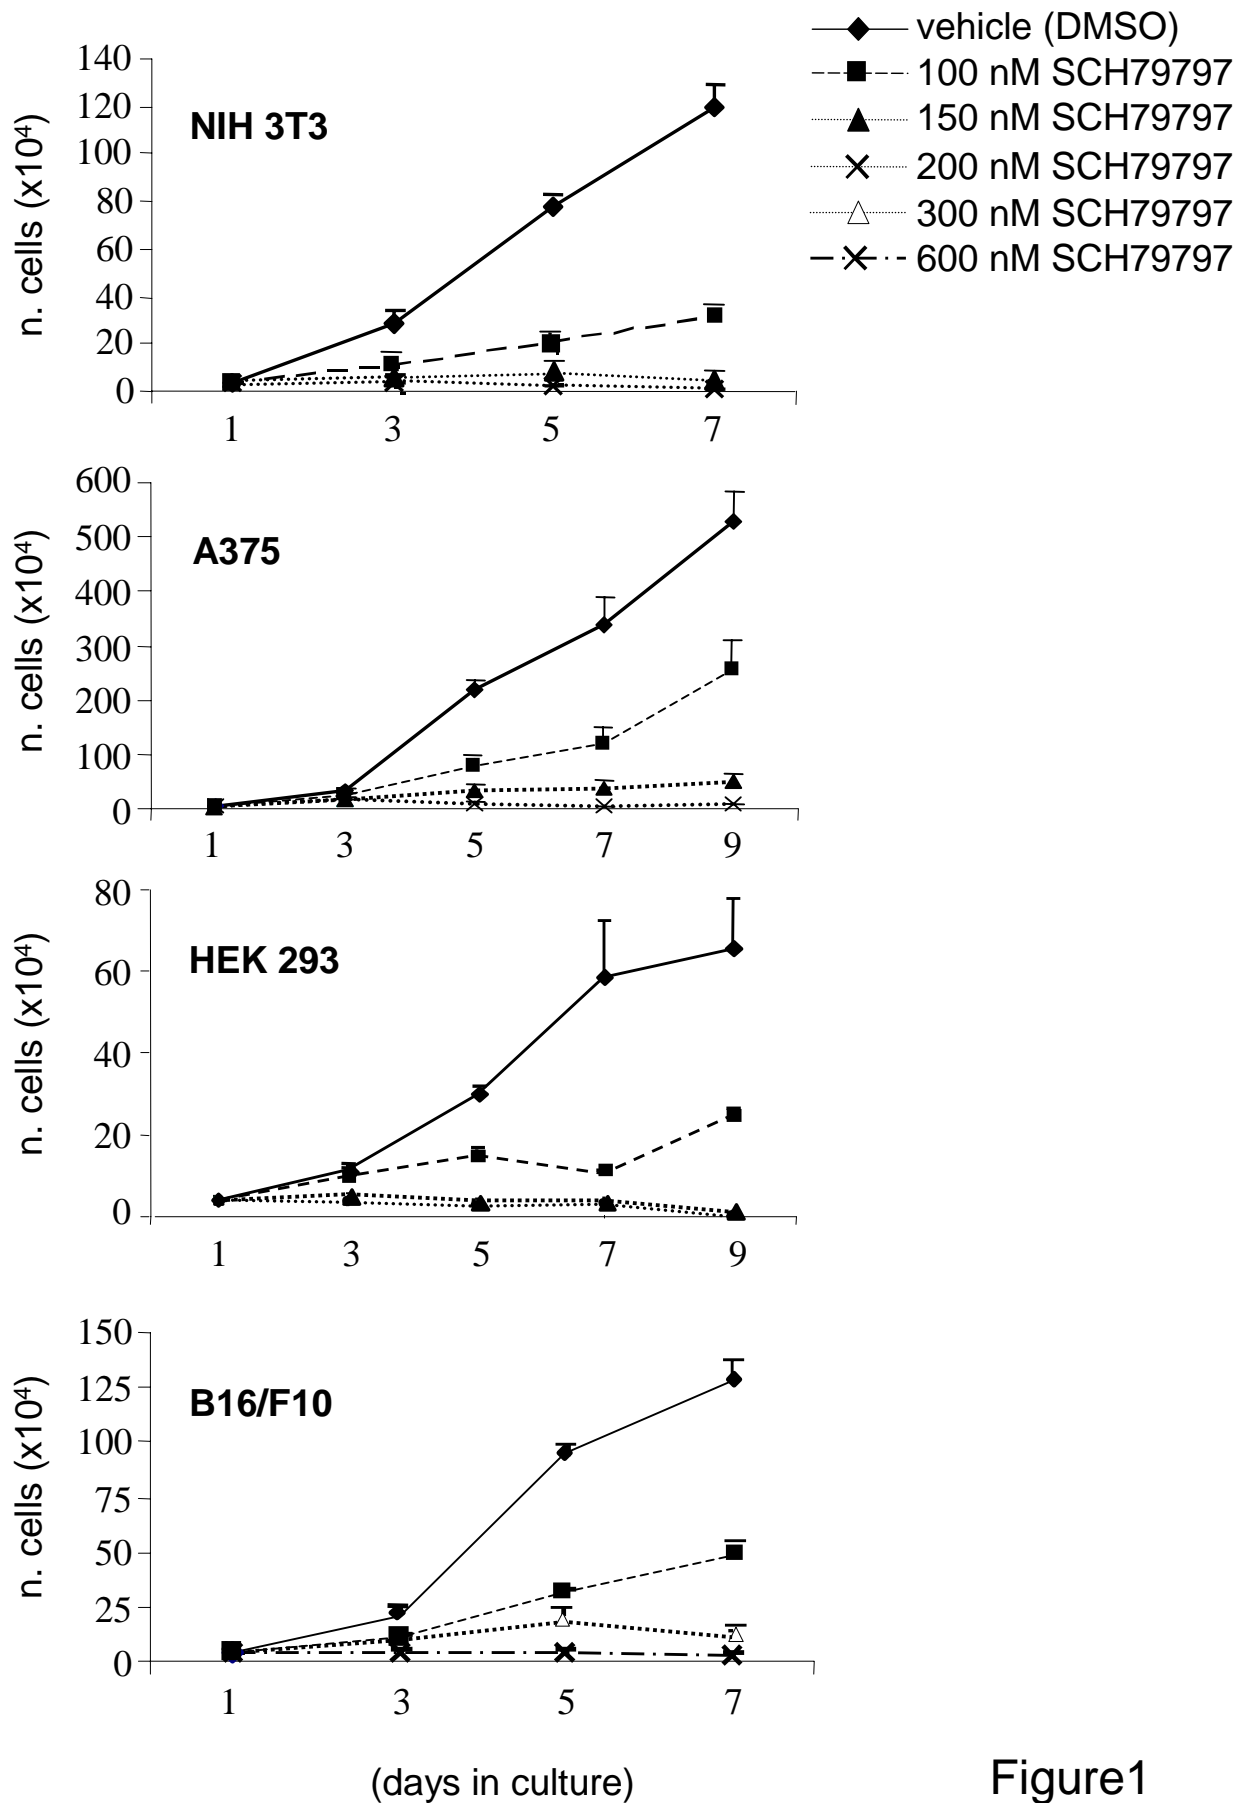 vehicle (DMSO)
100 nM SCH79797
150 nM SCH79797
200 nM SCH79797
300 nM SCH79797
600 nM SCH79797
NIH 3T3
n. cells (x10⁴)
140
120
100
80
60
40
20
0
1 3 5 7
A375
n. cells (x10⁴)
600
500
400
300
200
100
0
1 3 5 7 9
HEK 293
n. cells (x10⁴)
80
60
40
20
0
1 3 5 7 9
B16/F10
n. cells (x10⁴)
150
125
100
75
50
25
0
1 3 5 7
(days in culture)
Figure1